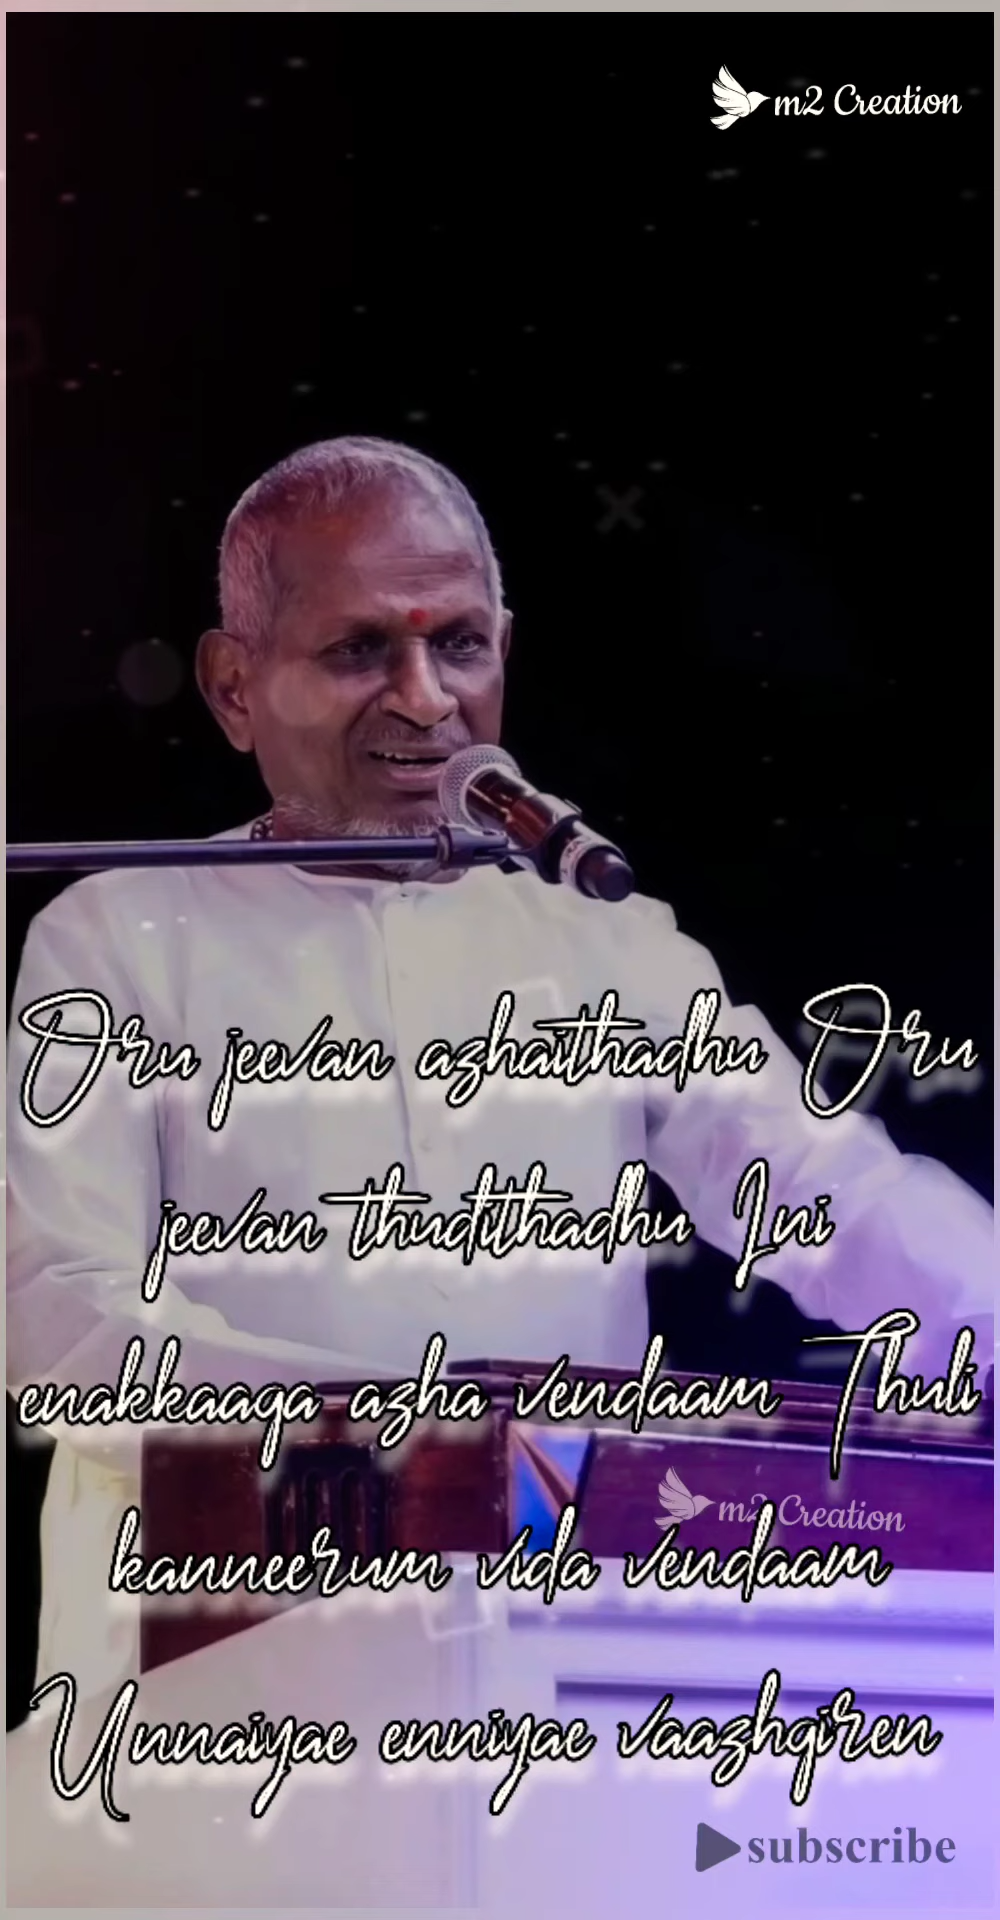 m2 Creation
Oru jeevan azhaithadhu Oru
jeevan thudithadhu Ini
enakkaaga azha vendaam Thuli
m2 Creation
kanneerum vida vendaam
Unnaiyae enniyae vaazhgiren
subscribe